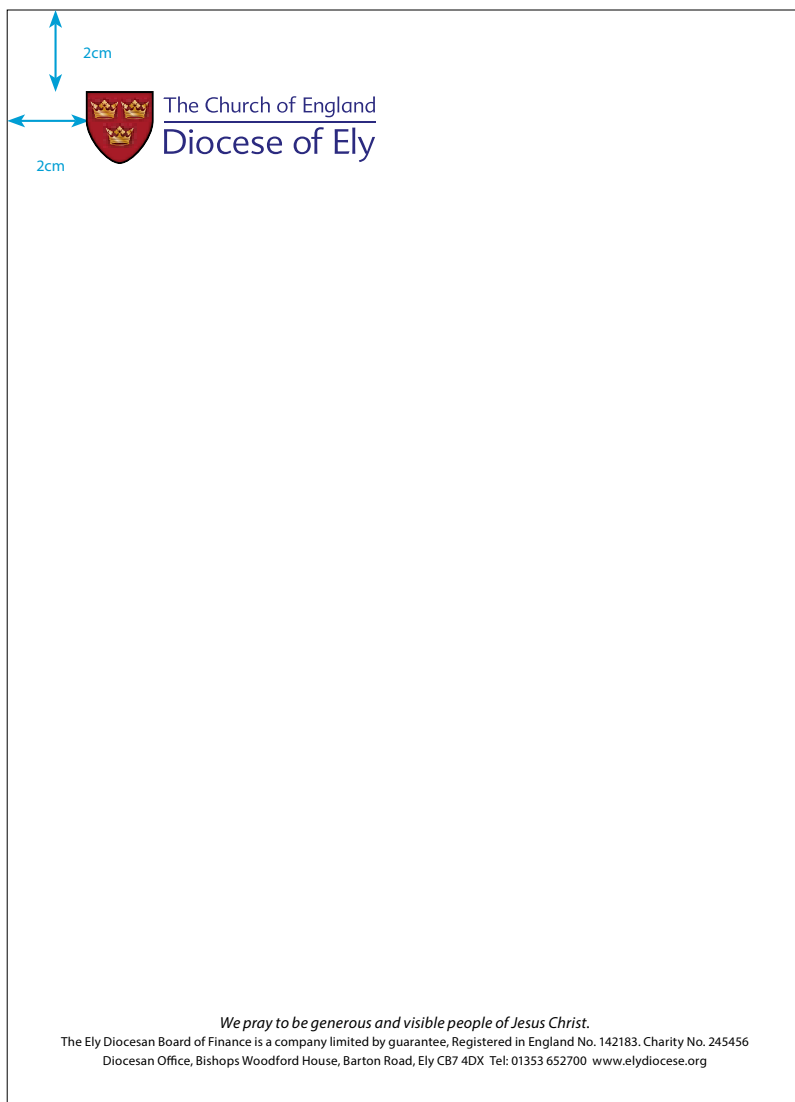 2cm
The Church of England
Diocese of Ely
2cm
We pray to be generous and visible people of Jesus Christ.
The Ely Diocesan Board of Finance is a company limited by guarantee, Registered in England No. 142183. Charity No. 245456
Diocesan Office, Bishops Woodford House, Barton Road, Ely CB7 4DX Tel: 01353 652700 www.elydiocese.org